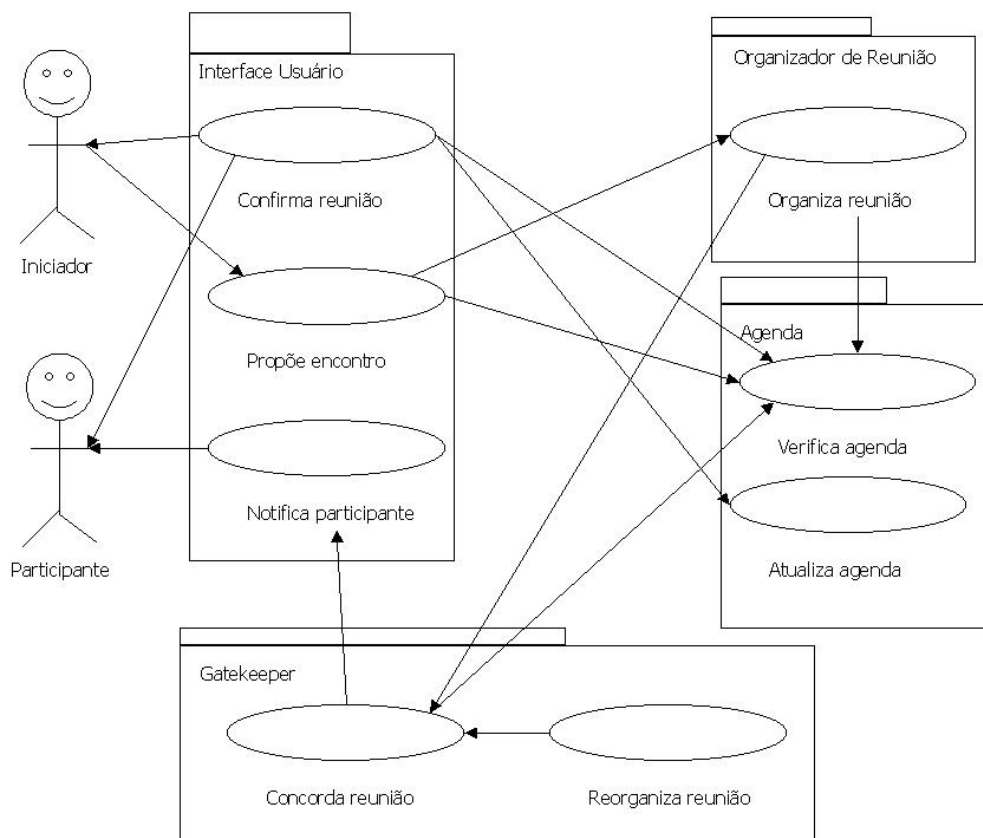 Interface Usuário
Organizador de Reunião
Confirma reunião
Organiza reunião
Iniciador
Agenda
Propõe encontro
Verifica agenda
Notifica participante
Participante
Atualiza agenda
Gatekeeper
Concorda reunião
Reorganiza reunião